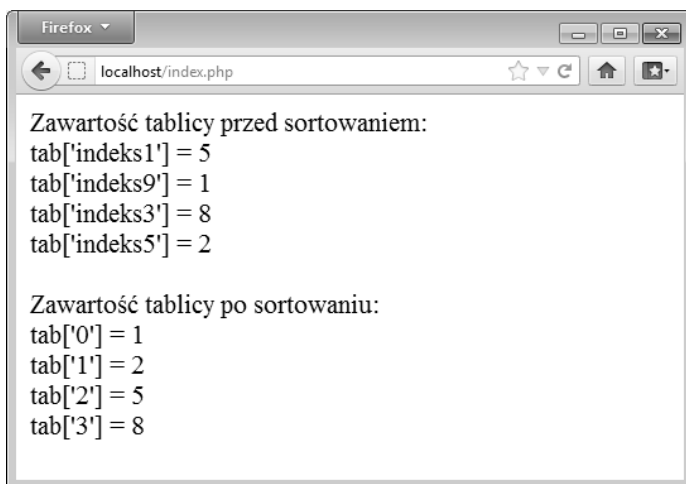 Firefox
localhost/index.php
Zawartość tablicy przed sortowaniem:
tab['indeks1'] = 5
tab['indeks9'] = 1
tab['indeks3'] = 8
tab['indeks5'] = 2
Zawartość tablicy po sortowaniu:
tab['0'] = 1
tab['1'] = 2
tab['2'] = 5
tab['3'] = 8